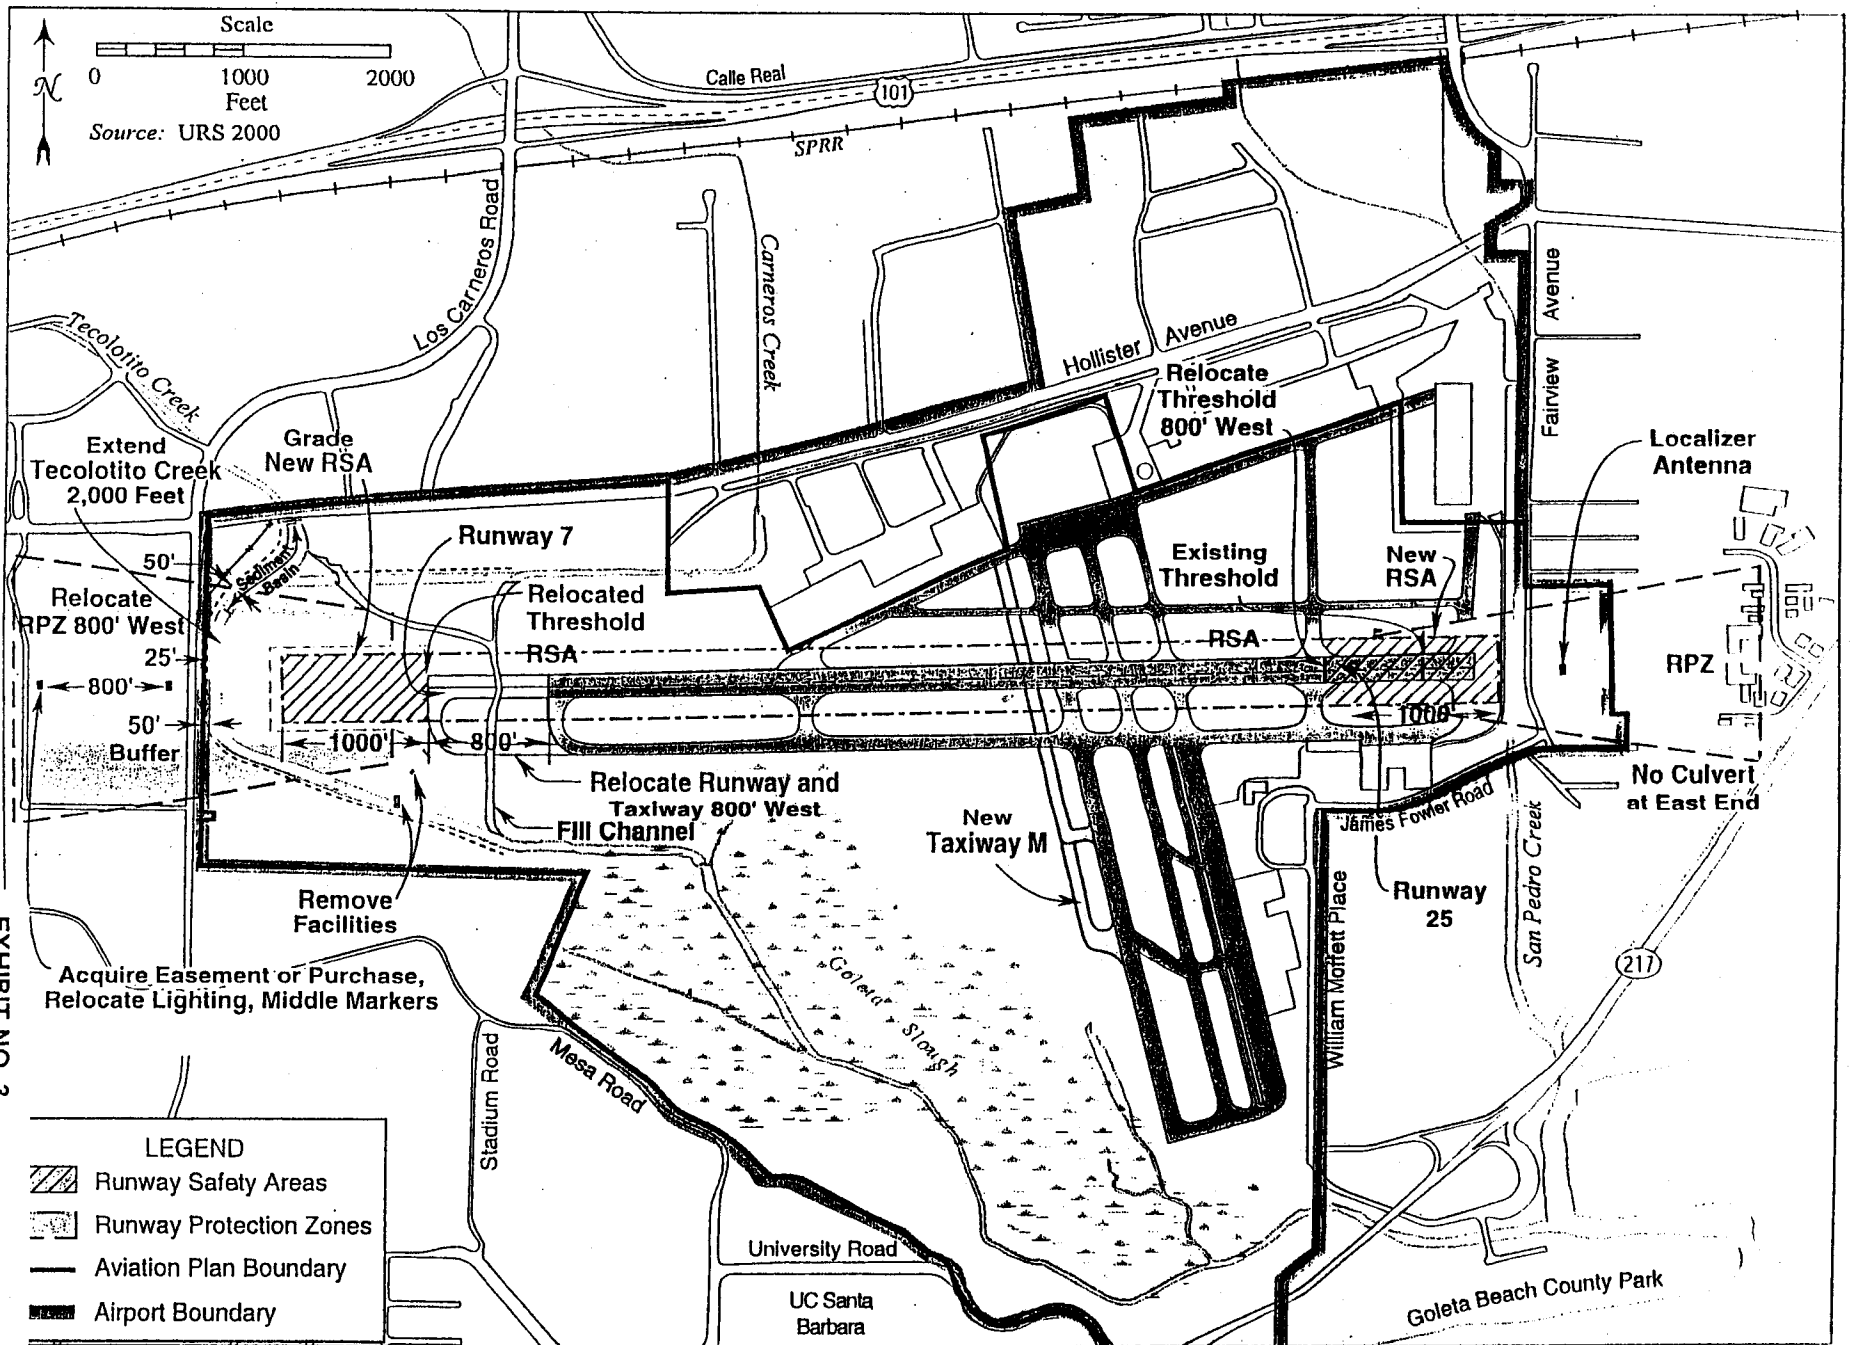 Scale
0 1000 2000
Feet
Source: URS 2000
N
Calle Real
101
SPRR
Los Carneros Road
Carneros Creek
Tecolotito Creek
Hollister Avenue
Fairview Avenue
Relocate
Threshold
800' West
Extend
Tecolotito Creek
2,000 Feet
Grade
New RSA
Localizer
Antenna
Runway 7
Existing
Threshold
New
RSA
50'
Sediment
Basin
Relocate
RPZ 800' West
Relocated
Threshold
RSA
RSA
RPZ
25'
800'
50'
Buffer
1000'
800'
1000'
Relocate Runway and
Taxiway 800' West
Fill Channel
New
Taxiway M
No Culvert
at East End
James Fowler Road
San Pedro Creek
Runway
25
William Moffett Place
217
Remove
Facilities
Acquire Easement or Purchase,
Relocate Lighting, Middle Markers
Goleta Slough
Mesa Road
Stadium Road
University Road
UC Santa
Barbara
Goleta Beach County Park
LEGEND
Runway Safety Areas
Runway Protection Zones
Aviation Plan Boundary
Airport Boundary